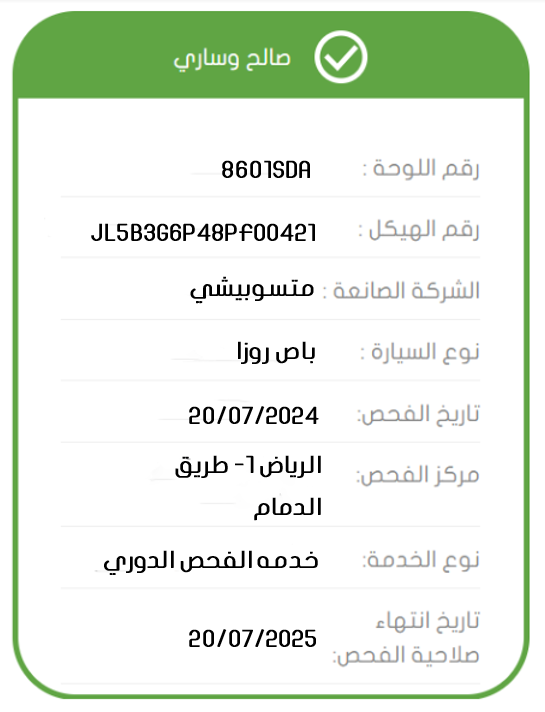 صالح وساري
رقم اللوحة : 8601SDA
رقم الهيكل : JL5B3G6P48PF00421
الشركة الصانعة : متسوبيشي
نوع السيارة : باص روزا
تاريخ الفحص: 20/07/2024
مركز الفحص: الرياض 1- طريق
الدمام
نوع الخدمة: خدمه الفحص الدوري
تاريخ انتهاء
صلاحية الفحص: 20/07/2025